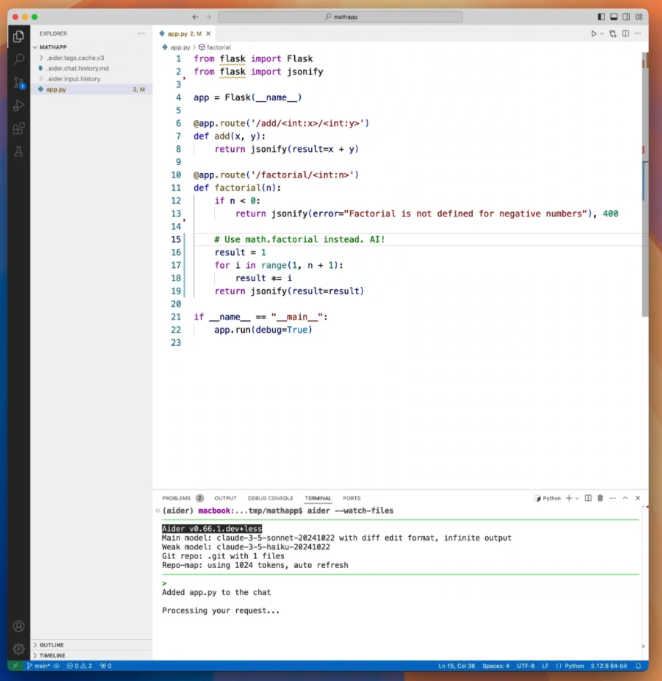 mathapp
EXPLORER
MATHAPP
.aider.tags.cache.v3
.aider.chat.history.md
.aider.input.history
app.py 2, M
app.py 2, M
app.py > factorial
1 from flask import Flask
2 from flask import jsonify
3
4 app = Flask(__name__)
5
6 @app.route('/add/<int:x>/<int:y>')
7 def add(x, y):
8 return jsonify(result=x + y)
9
10 @app.route('/factorial/<int:n>')
11 def factorial(n):
12 if n < 0:
13 return jsonify(error="Factorial is not defined for negative numbers"), 400
14
15 # Use math.factorial instead. AI!
16 result = 1
17 for i in range(1, n + 1):
18 result *= i
19 return jsonify(result=result)
20
21 if __name__ == "__main__":
22 app.run(debug=True)
23
PROBLEMS 2 OUTPUT DEBUG CONSOLE TERMINAL PORTS Python
(aider) macbook:...tmp/mathapp$ aider --watch-files
Aider v0.66.1.dev+less
Main model: claude-3-5-sonnet-20241022 with diff edit format, infinite output
Weak model: claude-3-5-haiku-20241022
Git repo: .git with 1 files
Repo-map: using 1024 tokens, auto refresh
>
Added app.py to the chat
Processing your request...
OUTLINE
TIMELINE
main* 0 2 0 Ln 15, Col 38 Spaces: 4 UTF-8 LF Python 3.12.6 64-bit